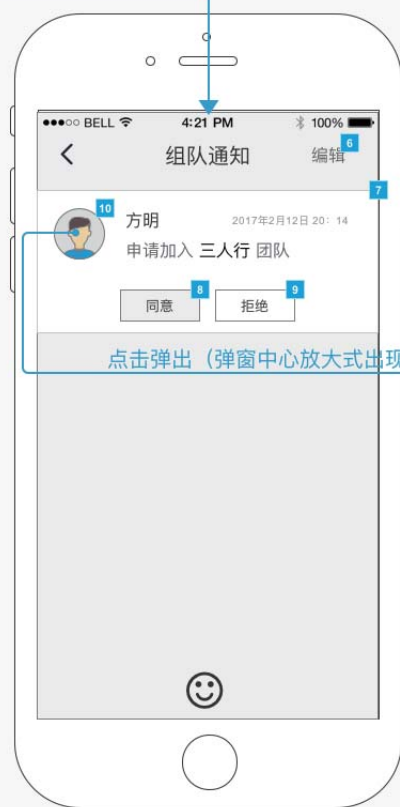 BELL 4:21 PM 100%
组队通知 编辑 6
7
10 方明 2017年2月12日 20：14
申请加入 三人行 团队
同意 8 拒绝 9
点击弹出（弹窗中心放大式出现